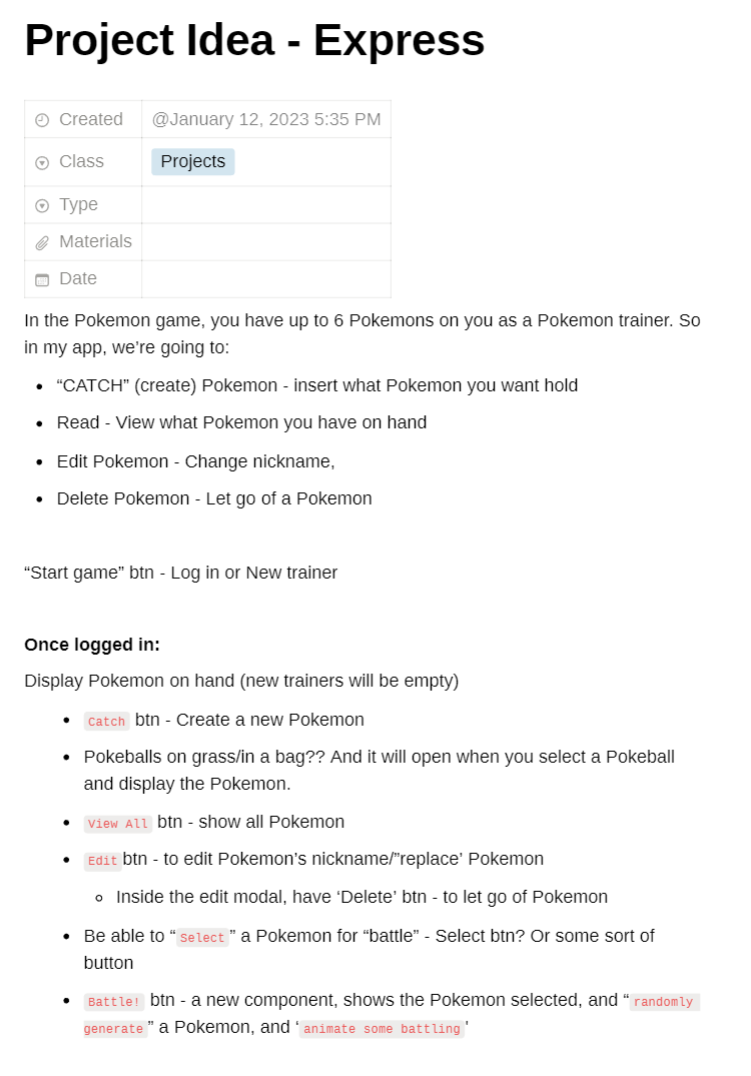 Project Idea - Express
Created @January 12, 2023 5:35 PM
Class Projects
Type
Materials
Date
In the Pokemon game, you have up to 6 Pokemons on you as a Pokemon trainer. So
in my app, we’re going to:
• “CATCH” (create) Pokemon - insert what Pokemon you want hold
• Read - View what Pokemon you have on hand
• Edit Pokemon - Change nickname,
• Delete Pokemon - Let go of a Pokemon
“Start game” btn - Log in or New trainer
Once logged in:
Display Pokemon on hand (new trainers will be empty)
• Catch btn - Create a new Pokemon
• Pokeballs on grass/in a bag?? And it will open when you select a Pokeball
and display the Pokemon.
• View All btn - show all Pokemon
• Edit btn - to edit Pokemon’s nickname/”replace’ Pokemon
◦ Inside the edit modal, have ‘Delete’ btn - to let go of Pokemon
• Be able to “Select” a Pokemon for “battle” - Select btn? Or some sort of
button
• Battle! btn - a new component, shows the Pokemon selected, and “randomly
generate” a Pokemon, and ‘animate some battling’